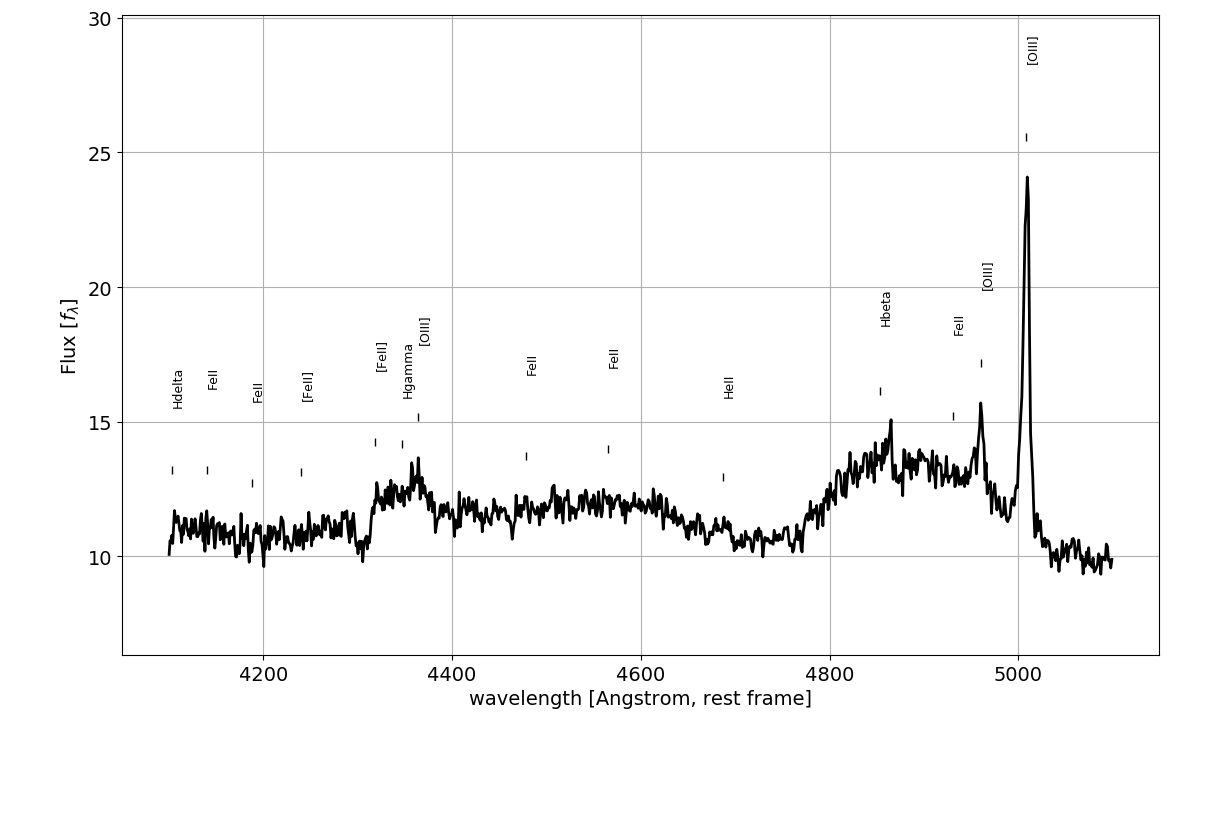 30
25
20
15
10
Flux [fλ]
[OIII]
[OIII]
Hbeta
FeII
[OIII]
[FeII]
Hgamma
FeII
FeII
HeII
Hdelta
FeII
FeII
[FeII]
4200
4400
4600
4800
5000
wavelength [Angstrom, rest frame]